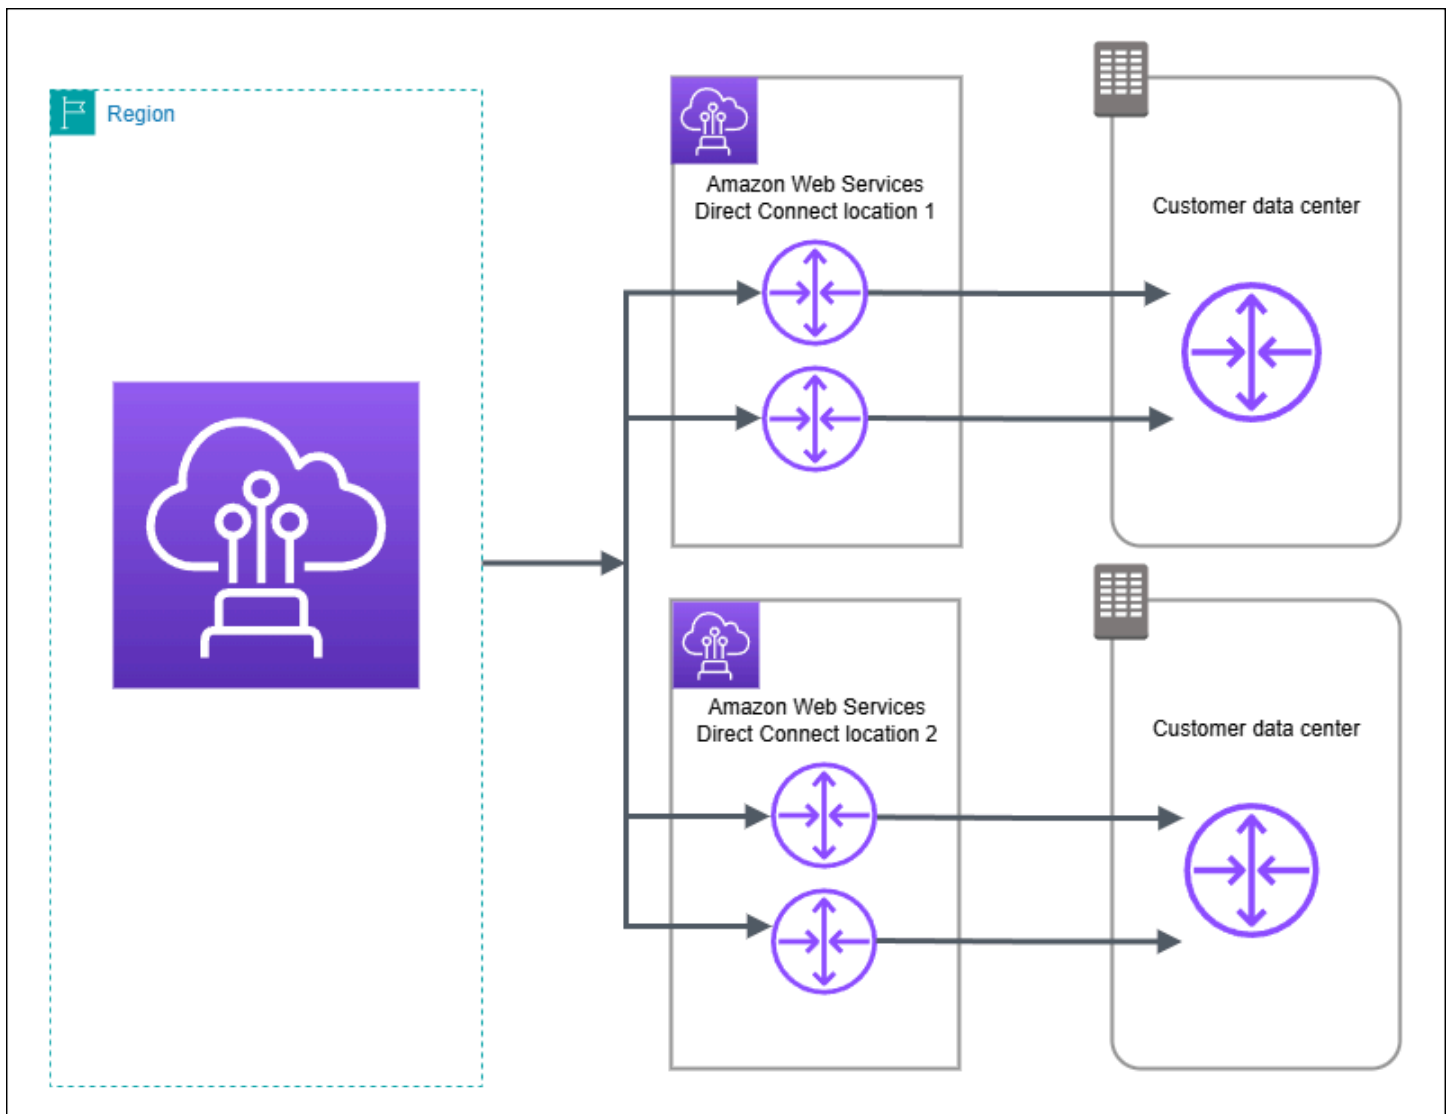 Region
Amazon Web Services
Direct Connect location 1
Customer data center
Amazon Web Services
Direct Connect location 2
Customer data center